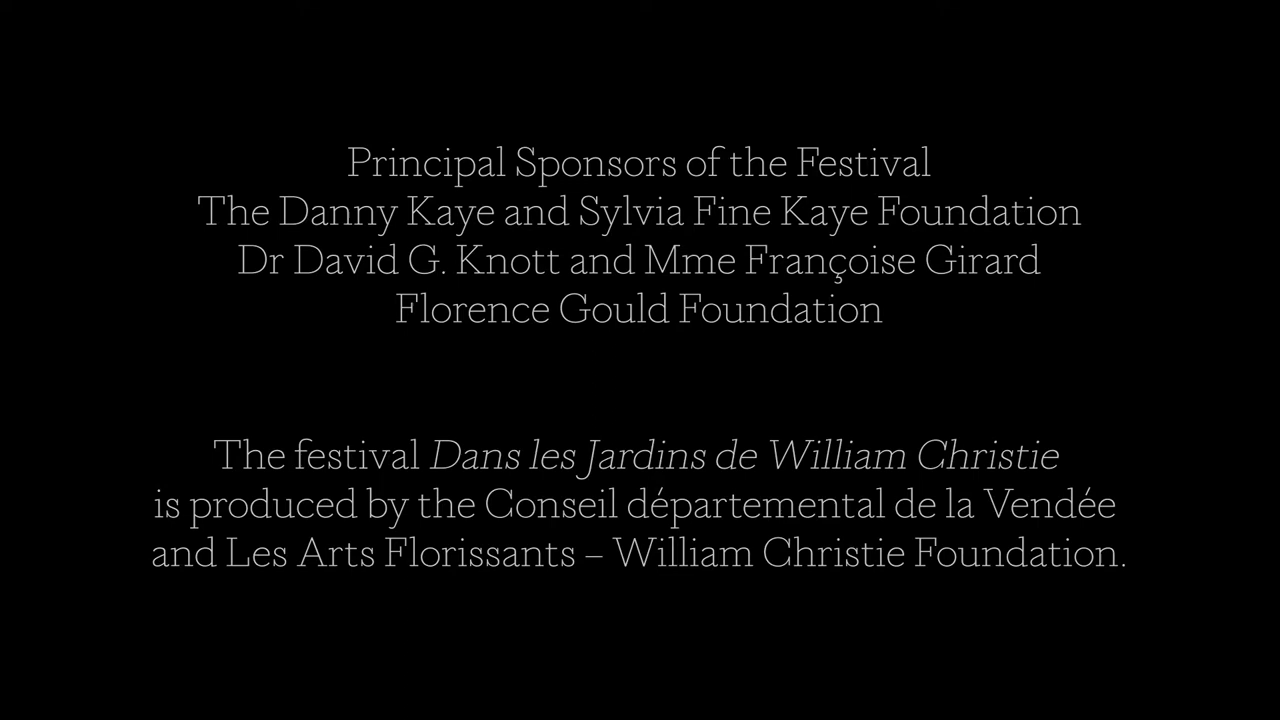 Principal Sponsors of the Festival
The Danny Kaye and Sylvia Fine Kaye Foundation
Dr David G. Knott and Mme Françoise Girard
Florence Gould Foundation
The festival Dans les Jardins de William Christie
is produced by the Conseil départemental de la Vendée
and Les Arts Florissants – William Christie Foundation.